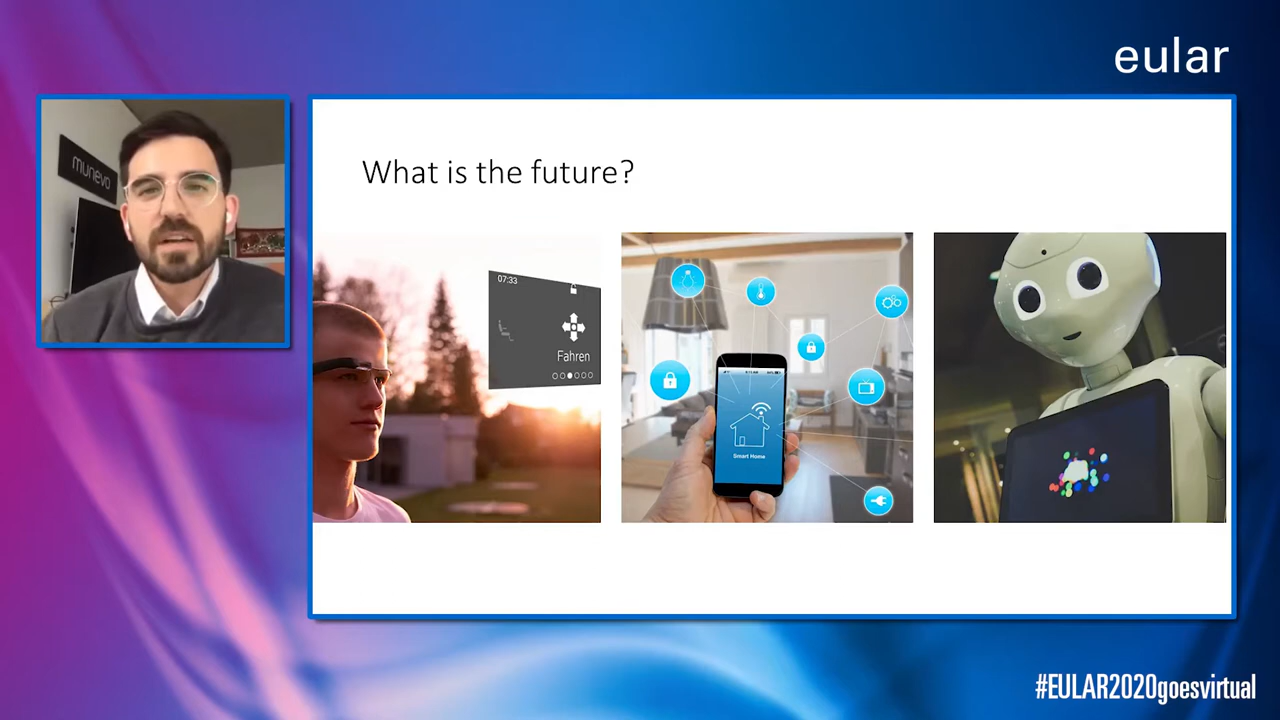 eular
munevo
What is the future?
07:33
Fahren
Smart Home
#EULAR2020goesvirtual